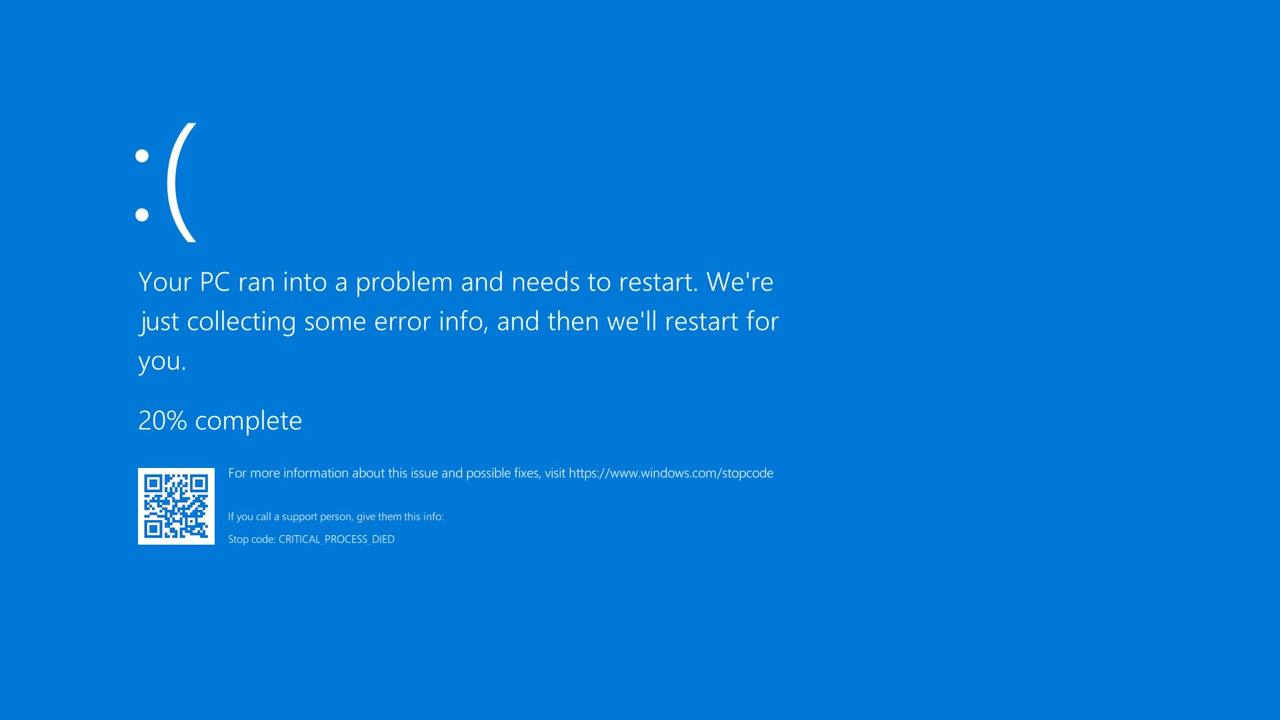 :(
Your PC ran into a problem and needs to restart. We're
just collecting some error info, and then we'll restart for
you.
20% complete
For more information about this issue and possible fixes, visit https://www.windows.com/stopcode
If you call a support person, give them this info:
Stop code: CRITICAL_PROCESS_DIED